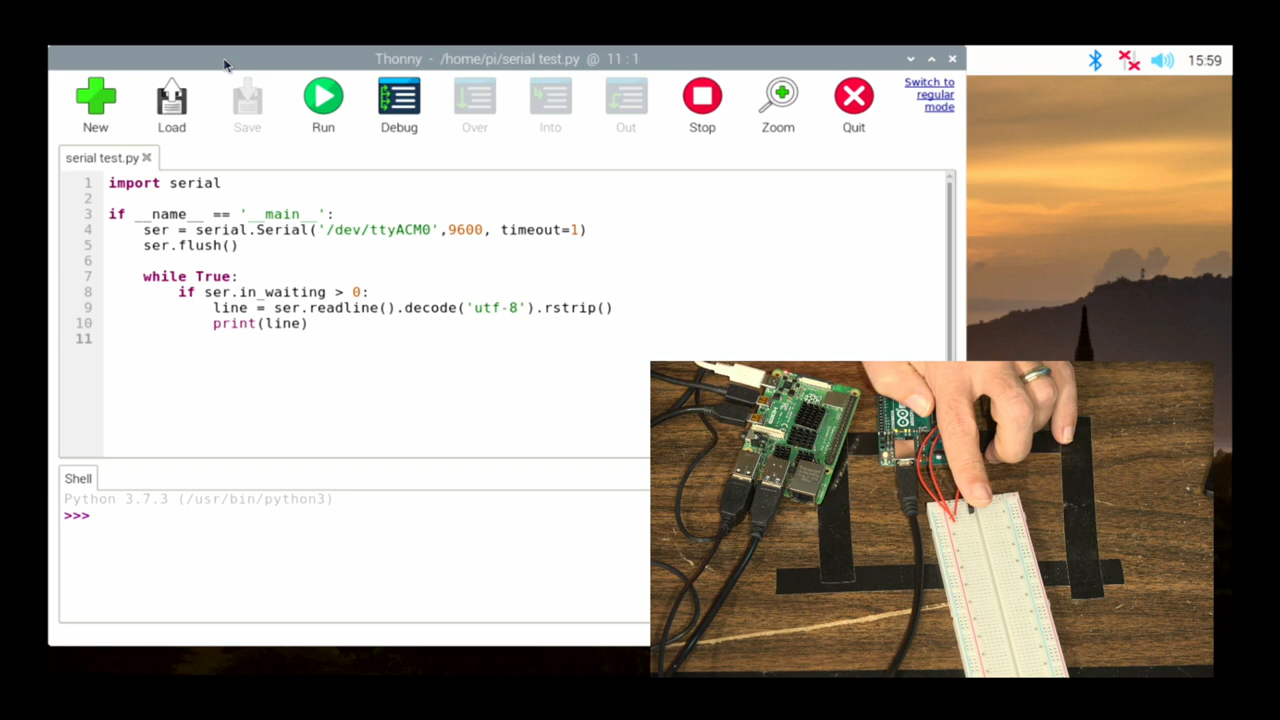 Thonny - /home/pi/serial test.py @ 11 : 1
15:59
New
Load
Save
Run
Debug
Over
Into
Out
Stop
Zoom
Quit
Switch to
regular
mode
serial test.py
1 import serial
2
3 if __name__ == '__main__':
4 ser = serial.Serial('/dev/ttyACM0',9600, timeout=1)
5 ser.flush()
6
7 while True:
8 if ser.in_waiting > 0:
9 line = ser.readline().decode('utf-8').rstrip()
10 print(line)
11
Shell
Python 3.7.3 (/usr/bin/python3)
>>>